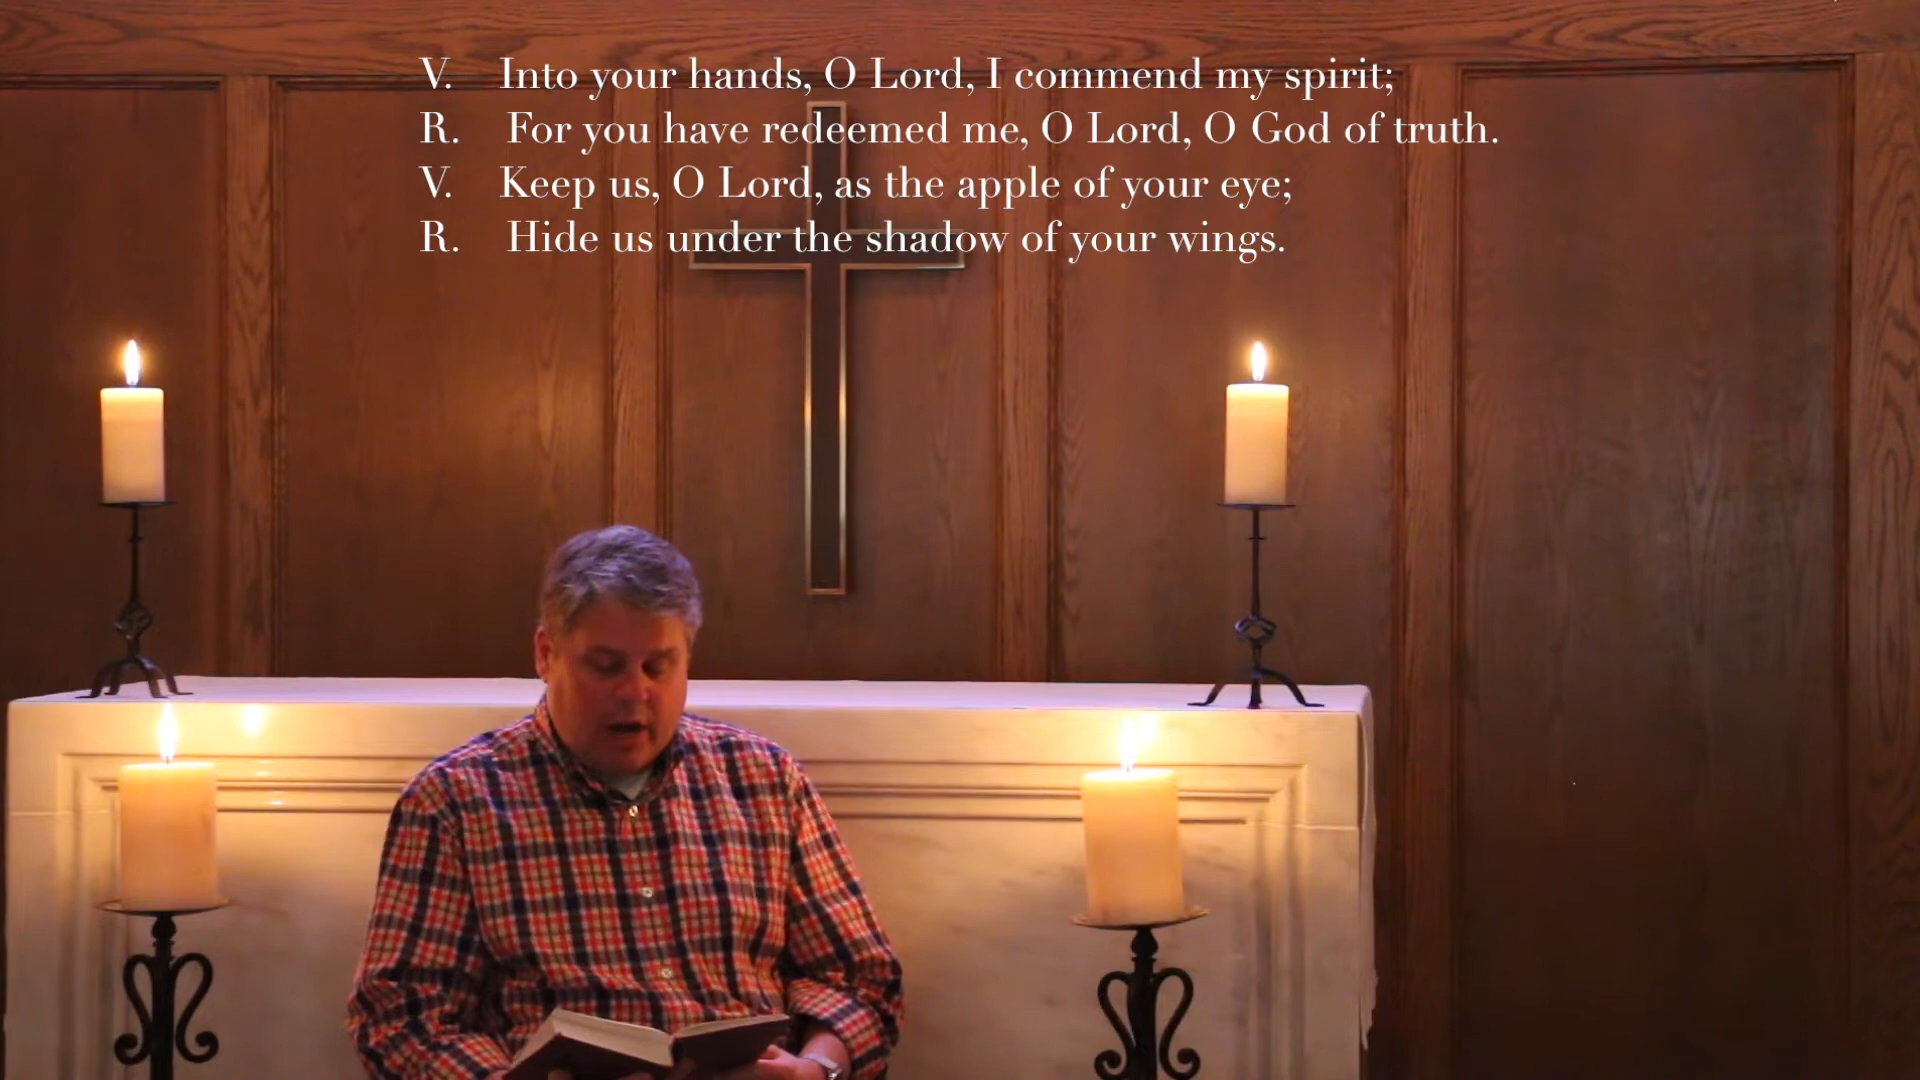 V. Into your hands, O Lord, I commend my spirit;
R. For you have redeemed me, O Lord, O God of truth.
V. Keep us, O Lord, as the apple of your eye;
R. Hide us under the shadow of your wings.